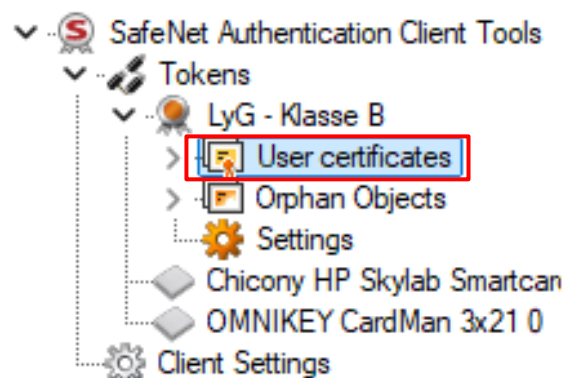 SafeNet Authentication Client Tools
Tokens
LyG - Klasse B
User certificates
Orphan Objects
Settings
Chicony HP Skylab Smartcar
OMNIKEY CardMan 3x21 0
Client Settings